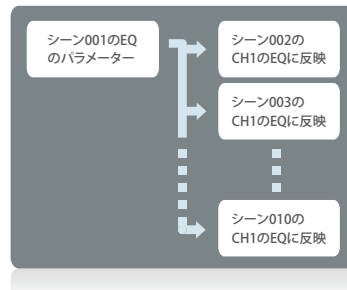 シーン001のEQ
のパラメーター
シーン002の
CH1のEQに反映
シーン003の
CH1のEQに反映
シーン010の
CH1のEQに反映